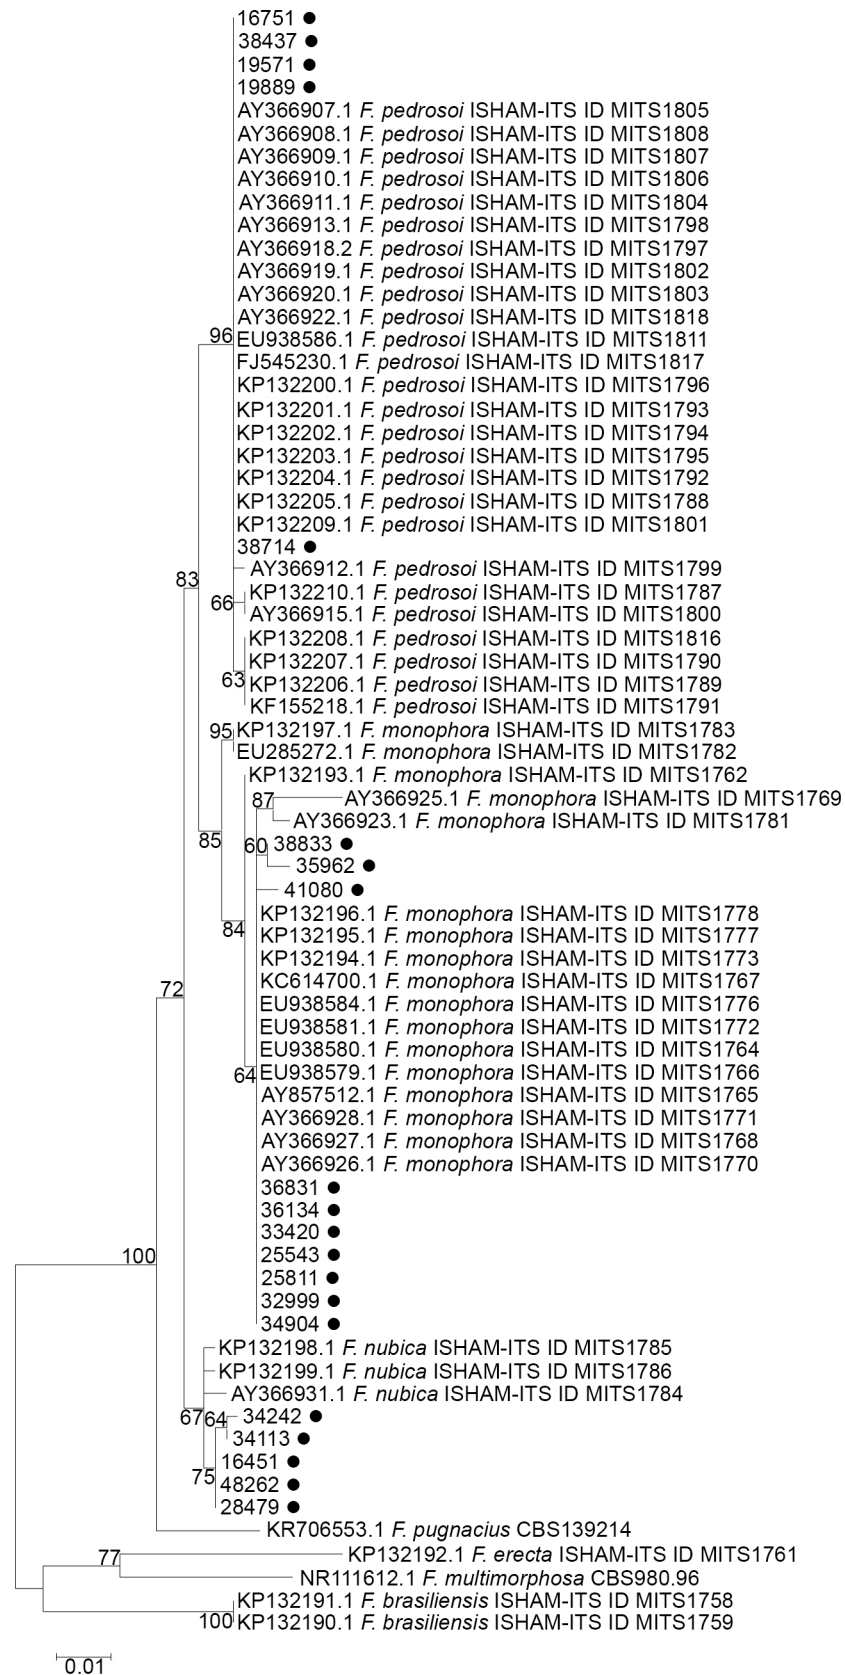 16751
38437
19571
19889
AY366907.1 F. pedrosoi ISHAM-ITS ID MITS1805
AY366908.1 F. pedrosoi ISHAM-ITS ID MITS1808
AY366909.1 F. pedrosoi ISHAM-ITS ID MITS1807
AY366910.1 F. pedrosoi ISHAM-ITS ID MITS1806
AY366911.1 F. pedrosoi ISHAM-ITS ID MITS1804
AY366913.1 F. pedrosoi ISHAM-ITS ID MITS1798
AY366918.2 F. pedrosoi ISHAM-ITS ID MITS1797
AY366919.1 F. pedrosoi ISHAM-ITS ID MITS1802
AY366920.1 F. pedrosoi ISHAM-ITS ID MITS1803
AY366922.1 F. pedrosoi ISHAM-ITS ID MITS1818
96 EU938586.1 F. pedrosoi ISHAM-ITS ID MITS1811
FJ545230.1 F. pedrosoi ISHAM-ITS ID MITS1817
KP132200.1 F. pedrosoi ISHAM-ITS ID MITS1796
KP132201.1 F. pedrosoi ISHAM-ITS ID MITS1793
KP132202.1 F. pedrosoi ISHAM-ITS ID MITS1794
KP132203.1 F. pedrosoi ISHAM-ITS ID MITS1795
KP132204.1 F. pedrosoi ISHAM-ITS ID MITS1792
KP132205.1 F. pedrosoi ISHAM-ITS ID MITS1788
KP132209.1 F. pedrosoi ISHAM-ITS ID MITS1801
38714
AY366912.1 F. pedrosoi ISHAM-ITS ID MITS1799
83
KP132210.1 F. pedrosoi ISHAM-ITS ID MITS1787
66
AY366915.1 F. pedrosoi ISHAM-ITS ID MITS1800
KP132208.1 F. pedrosoi ISHAM-ITS ID MITS1816
KP132207.1 F. pedrosoi ISHAM-ITS ID MITS1790
63 KP132206.1 F. pedrosoi ISHAM-ITS ID MITS1789
KF155218.1 F. pedrosoi ISHAM-ITS ID MITS1791
95 KP132197.1 F. monophora ISHAM-ITS ID MITS1783
EU285272.1 F. monophora ISHAM-ITS ID MITS1782
KP132193.1 F. monophora ISHAM-ITS ID MITS1762
87 AY366925.1 F. monophora ISHAM-ITS ID MITS1769
AY366923.1 F. monophora ISHAM-ITS ID MITS1781
85 60 38833
35962
41080
KP132196.1 F. monophora ISHAM-ITS ID MITS1778
84 KP132195.1 F. monophora ISHAM-ITS ID MITS1777
KP132194.1 F. monophora ISHAM-ITS ID MITS1773
KC614700.1 F. monophora ISHAM-ITS ID MITS1767
72
EU938584.1 F. monophora ISHAM-ITS ID MITS1776
EU938581.1 F. monophora ISHAM-ITS ID MITS1772
EU938580.1 F. monophora ISHAM-ITS ID MITS1764
64 EU938579.1 F. monophora ISHAM-ITS ID MITS1766
AY857512.1 F. monophora ISHAM-ITS ID MITS1765
AY366928.1 F. monophora ISHAM-ITS ID MITS1771
AY366927.1 F. monophora ISHAM-ITS ID MITS1768
AY366926.1 F. monophora ISHAM-ITS ID MITS1770
36831
36134
33420
100 25543
25811
32999
34904
KP132198.1 F. nubica ISHAM-ITS ID MITS1785
KP132199.1 F. nubica ISHAM-ITS ID MITS1786
AY366931.1 F. nubica ISHAM-ITS ID MITS1784
67 64 34242
34113
16451
75 48262
28479
KR706553.1 F. pugnacius CBS139214
77 KP132192.1 F. erecta ISHAM-ITS ID MITS1761
NR111612.1 F. multimorphosa CBS980.96
KP132191.1 F. brasiliensis ISHAM-ITS ID MITS1758
100 KP132190.1 F. brasiliensis ISHAM-ITS ID MITS1759
0.01